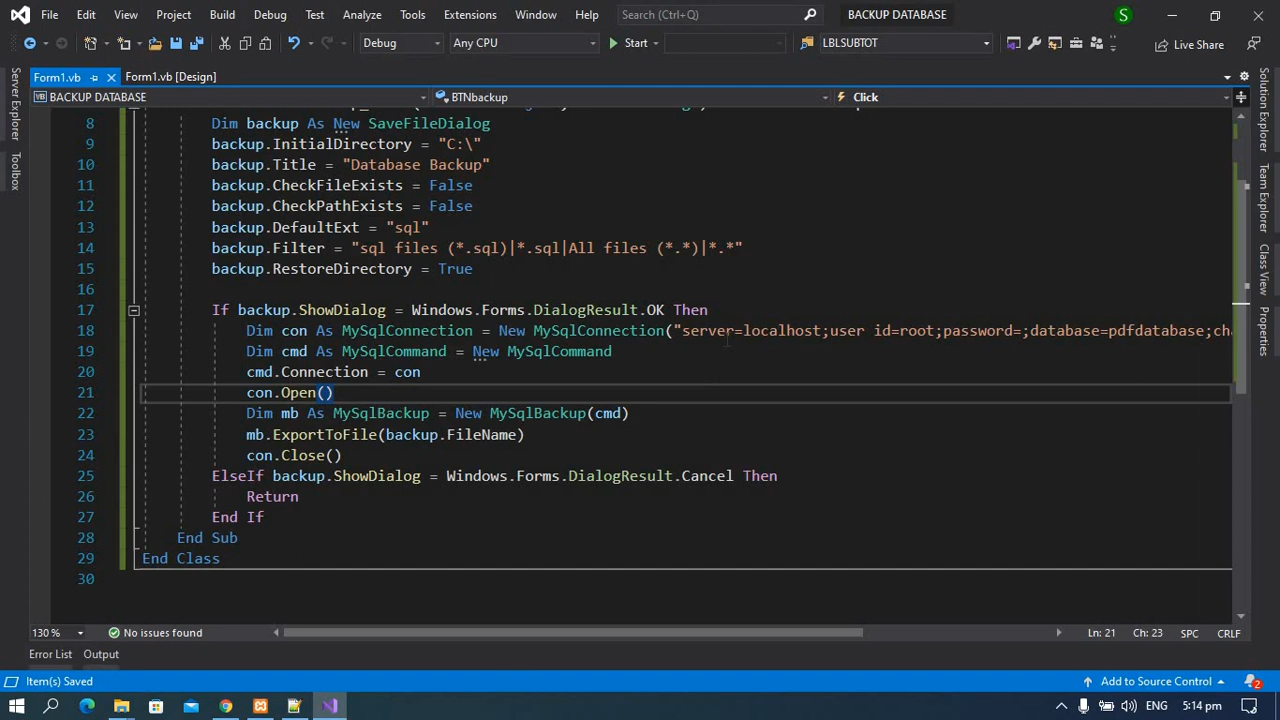 File Edit View Project Build Debug Test Analyze Tools Extensions Window Help Search (Ctrl+Q) BACKUP DATABASE S
Debug Any CPU Start LBLSUBTOT Live Share
Form1.vb Form1.vb [Design]
BACKUP DATABASE BTNbackup Click
Server Explorer
Toolbox
8 Dim backup As New SaveFileDialog
9 backup.InitialDirectory = "C:\"
10 backup.Title = "Database Backup"
11 backup.CheckFileExists = False
12 backup.CheckPathExists = False
13 backup.DefaultExt = "sql"
14 backup.Filter = "sql files (*.sql)|*.sql|All files (*.*)|*.*"
15 backup.RestoreDirectory = True
16
17 If backup.ShowDialog = Windows.Forms.DialogResult.OK Then
18 Dim con As MySqlConnection = New MySqlConnection("server=localhost;user id=root;password=;database=pdfdatabase;cha
19 Dim cmd As MySqlCommand = New MySqlCommand
20 cmd.Connection = con
21 con.Open()
22 Dim mb As MySqlBackup = New MySqlBackup(cmd)
23 mb.ExportToFile(backup.FileName)
24 con.Close()
25 ElseIf backup.ShowDialog = Windows.Forms.DialogResult.Cancel Then
26 Return
27 End If
28 End Sub
29 End Class
30
Solution Explorer
Team Explorer
Class View
Properties
130 % No issues found Ln: 21 Ch: 23 SPC CRLF
Error List Output
Item(s) Saved Add to Source Control 2
ENG 5:14 pm